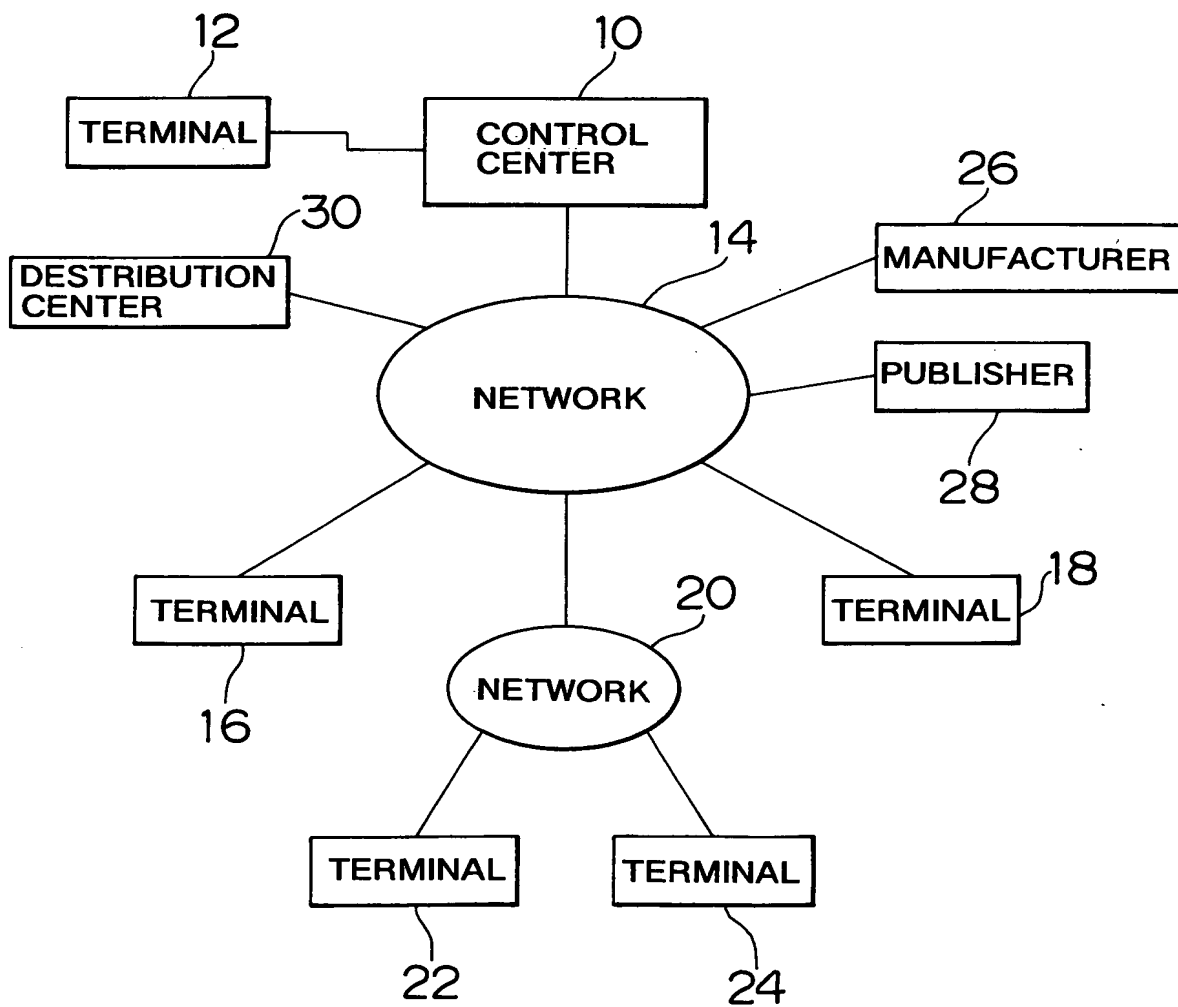 12
10
TERMINAL
CONTROL
CENTER
26
30
14
MANUFACTURER
DESTRIBUTION
CENTER
PUBLISHER
NETWORK
28
18
TERMINAL
TERMINAL
20
NETWORK
16
TERMINAL
TERMINAL
22
24